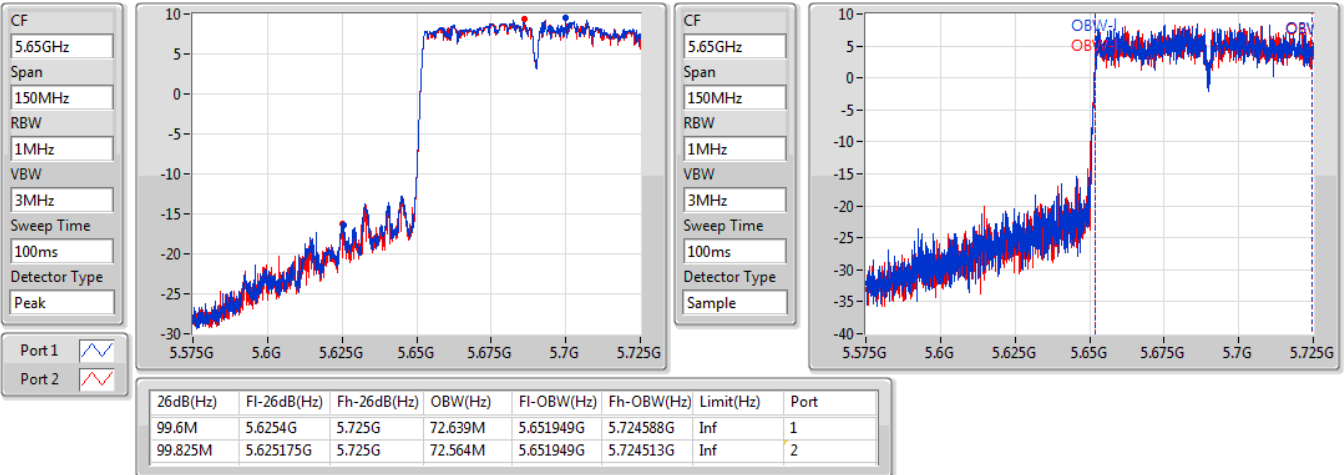 CF
5.65GHz
Span
150MHz
RBW
1MHz
VBW
3MHz
Sweep Time
100ms
Detector Type
Peak
Port 1
Port 2
10
5
0
-5
-10
-15
-20
-25
-30
5.575G 5.6G 5.625G 5.65G 5.675G 5.7G 5.725G
CF
5.65GHz
Span
150MHz
RBW
1MHz
VBW
3MHz
Sweep Time
100ms
Detector Type
Sample
10
5
0
-5
-10
-15
-20
-25
-30
-35
-40
OBW-l
OBW-l
OBV
5.575G 5.6G 5.625G 5.65G 5.675G 5.7G 5.725G
26dB(Hz) Fl-26dB(Hz) Fh-26dB(Hz) OBW(Hz) Fl-OBW(Hz) Fh-OBW(Hz) Limit(Hz) Port
99.6M 5.6254G 5.725G 72.639M 5.651949G 5.724588G Inf 1
99.825M 5.625175G 5.725G 72.564M 5.651949G 5.724513G Inf 2